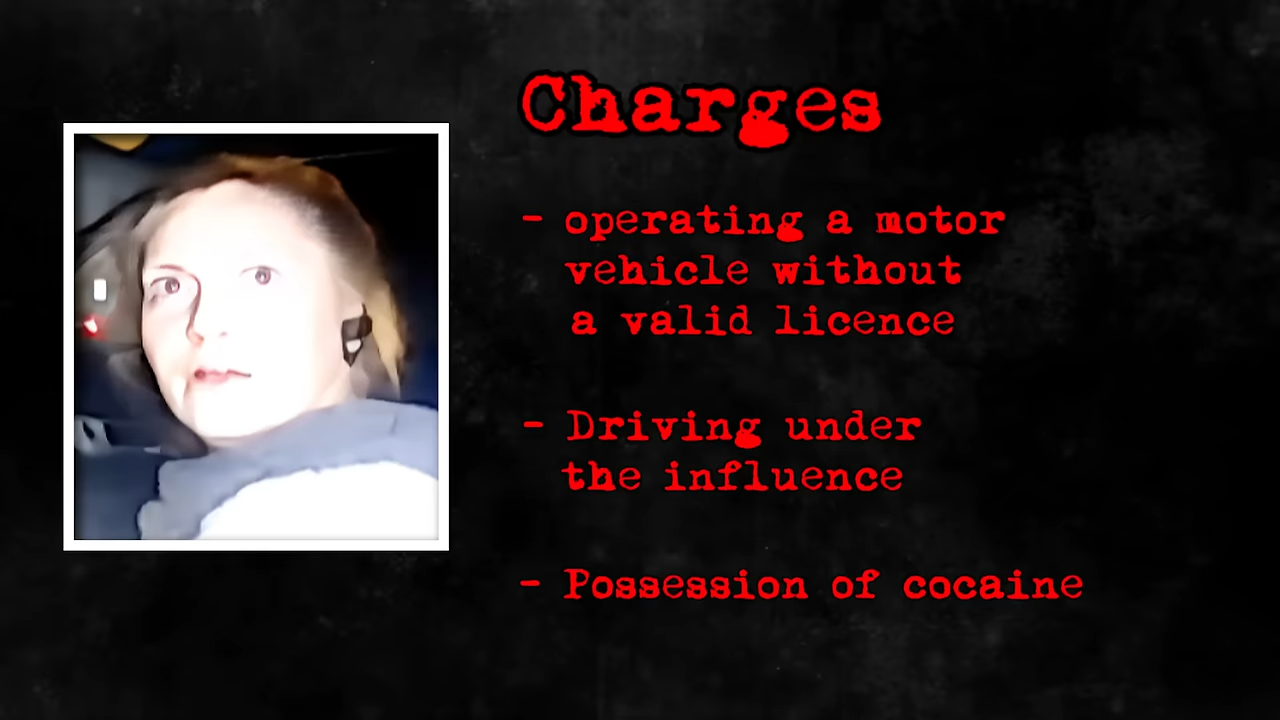 Charges
- operating a motor
vehicle without
a valid licence
- Driving under
the influence
- Possession of cocaine